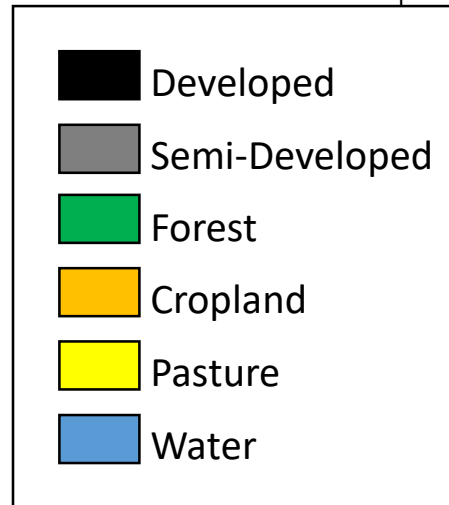 Developed
Semi-Developed
Forest
Cropland
Pasture
Water